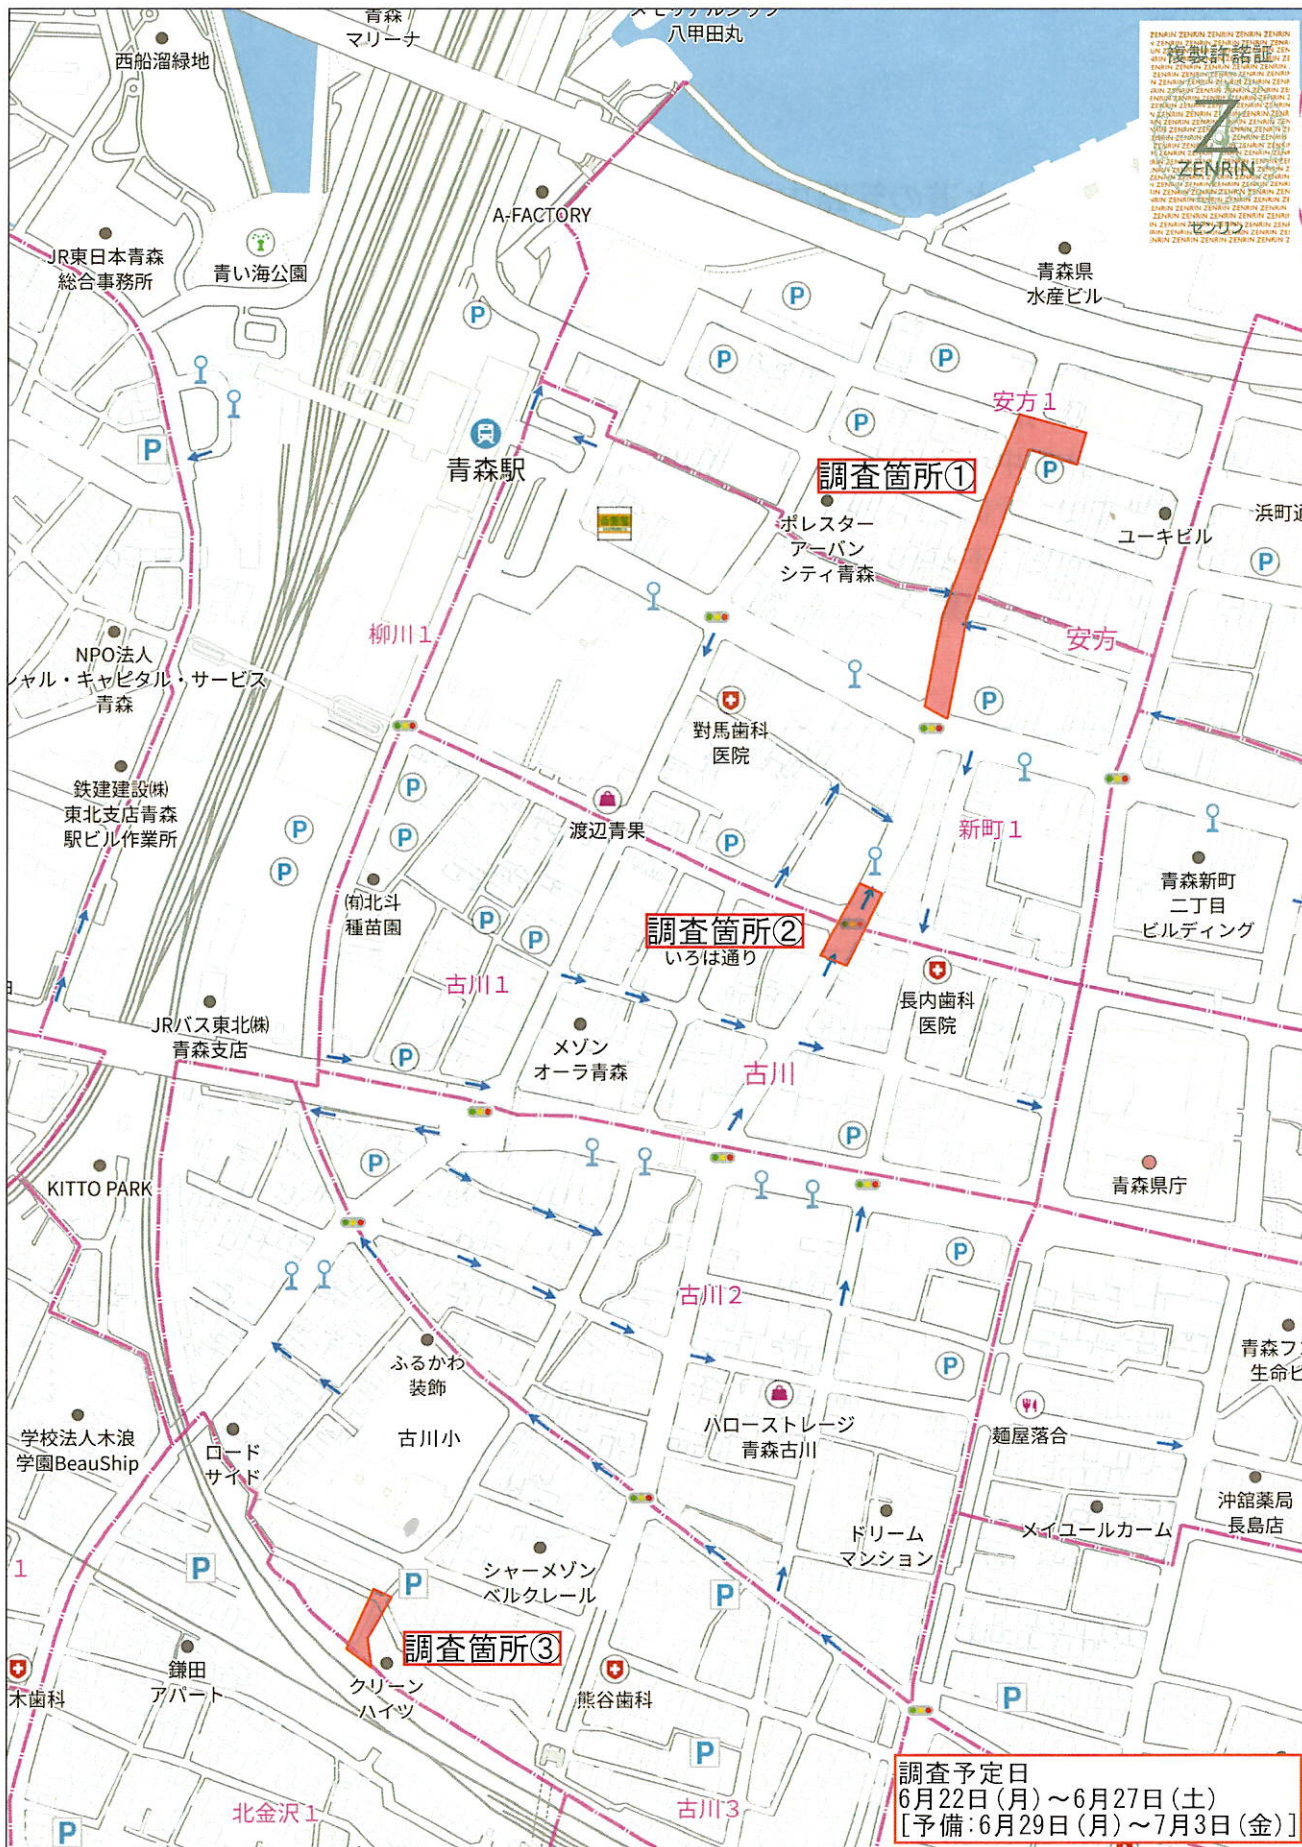 青森
マリーナ
八甲田丸
西船溜緑地
複製許諾証
Z
ZENRIN
ゼンリン
A-FACTORY
JR東日本青森
総合事務所
青い海公園
青森県
水産ビル
P
P
P
P
安方1
P
P
青森駅
調査箇所①
P
ポレスター
アーバン
シティ青森
ユーキビル
浜町通
P
柳川1
安方
NPO法人
シャル・キャピタル・サービス
青森
P
對馬歯科
医院
鉄建建設㈱
東北支店青森
駅ビル作業所
P
P
P
P
渡辺青果
P
新町1
青森新町
二丁目
ビルディング
㈲北斗
種苗園
P
P
調査箇所②
いろは通り
古川1
長内歯科
医院
JRバス東北㈱
青森支店
P
メゾン
オーラ青森
古川
P
P
KITTO PARK
青森県庁
P
古川2
ふるかわ
装飾
P
青森フコ
生命ビ
学校法人木浪
学園BeauShip
ロード
サイド
古川小
ハローストレージ
青森古川
麺屋落合
沖舘薬局
長島店
ドリーム
マンション
メイユールカーム
1
P
P
シャーメゾン
ベルクレール
P
調査箇所③
鎌田
アパート
クリーン
ハイツ
木歯科
熊谷歯科
P
P
北金沢1
古川3
P
調査予定日
6月22日(月)～6月27日(土)
[予備:6月29日(月)～7月3日(金)]